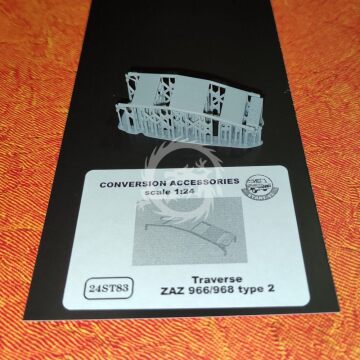 CONVERSION ACCESSORIES
scale 1:24
24ST83
Traverse
ZAZ 966/968 type 2